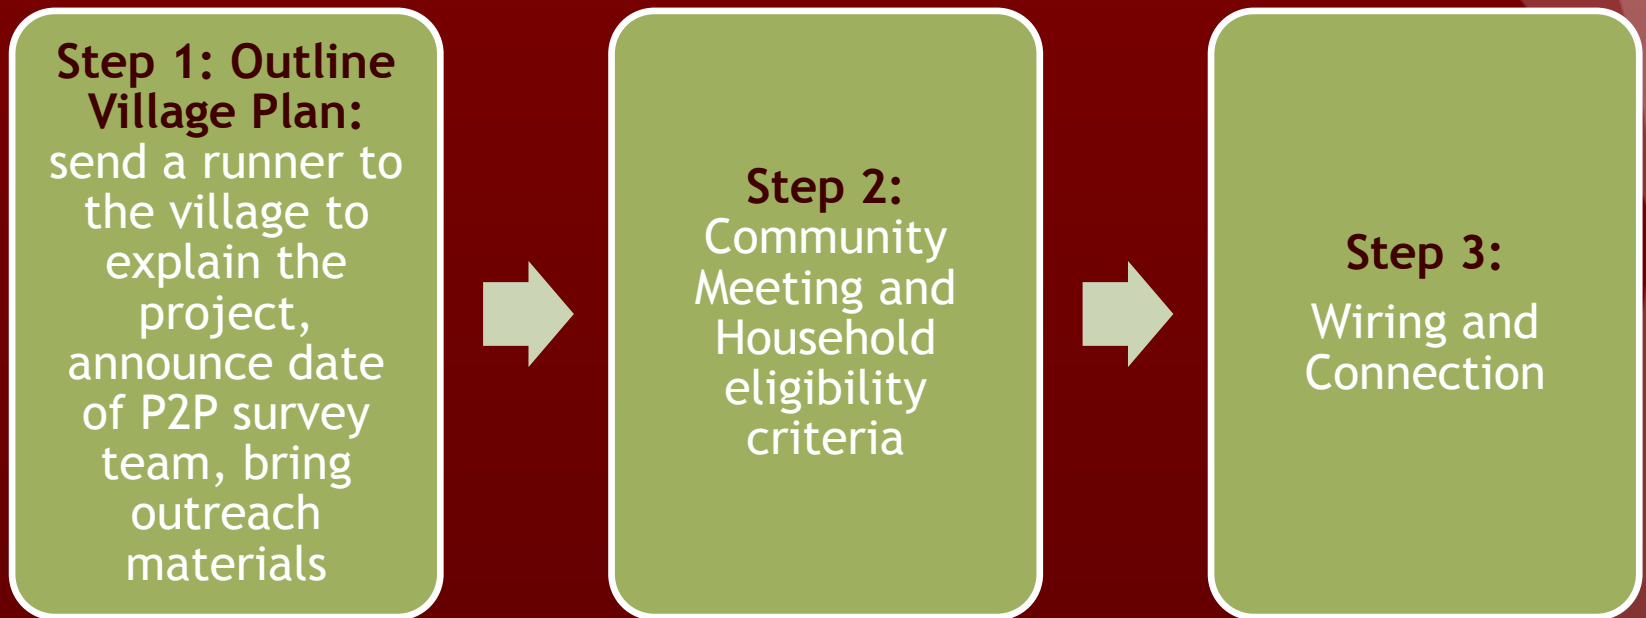 Step 1: Outline
Village Plan:
send a runner to
the village to
explain the
project,
announce date
of P2P survey
team, bring
outreach
materials
Step 2:
Community
Meeting and
Household
eligibility
criteria
Step 3:
Wiring and
Connection